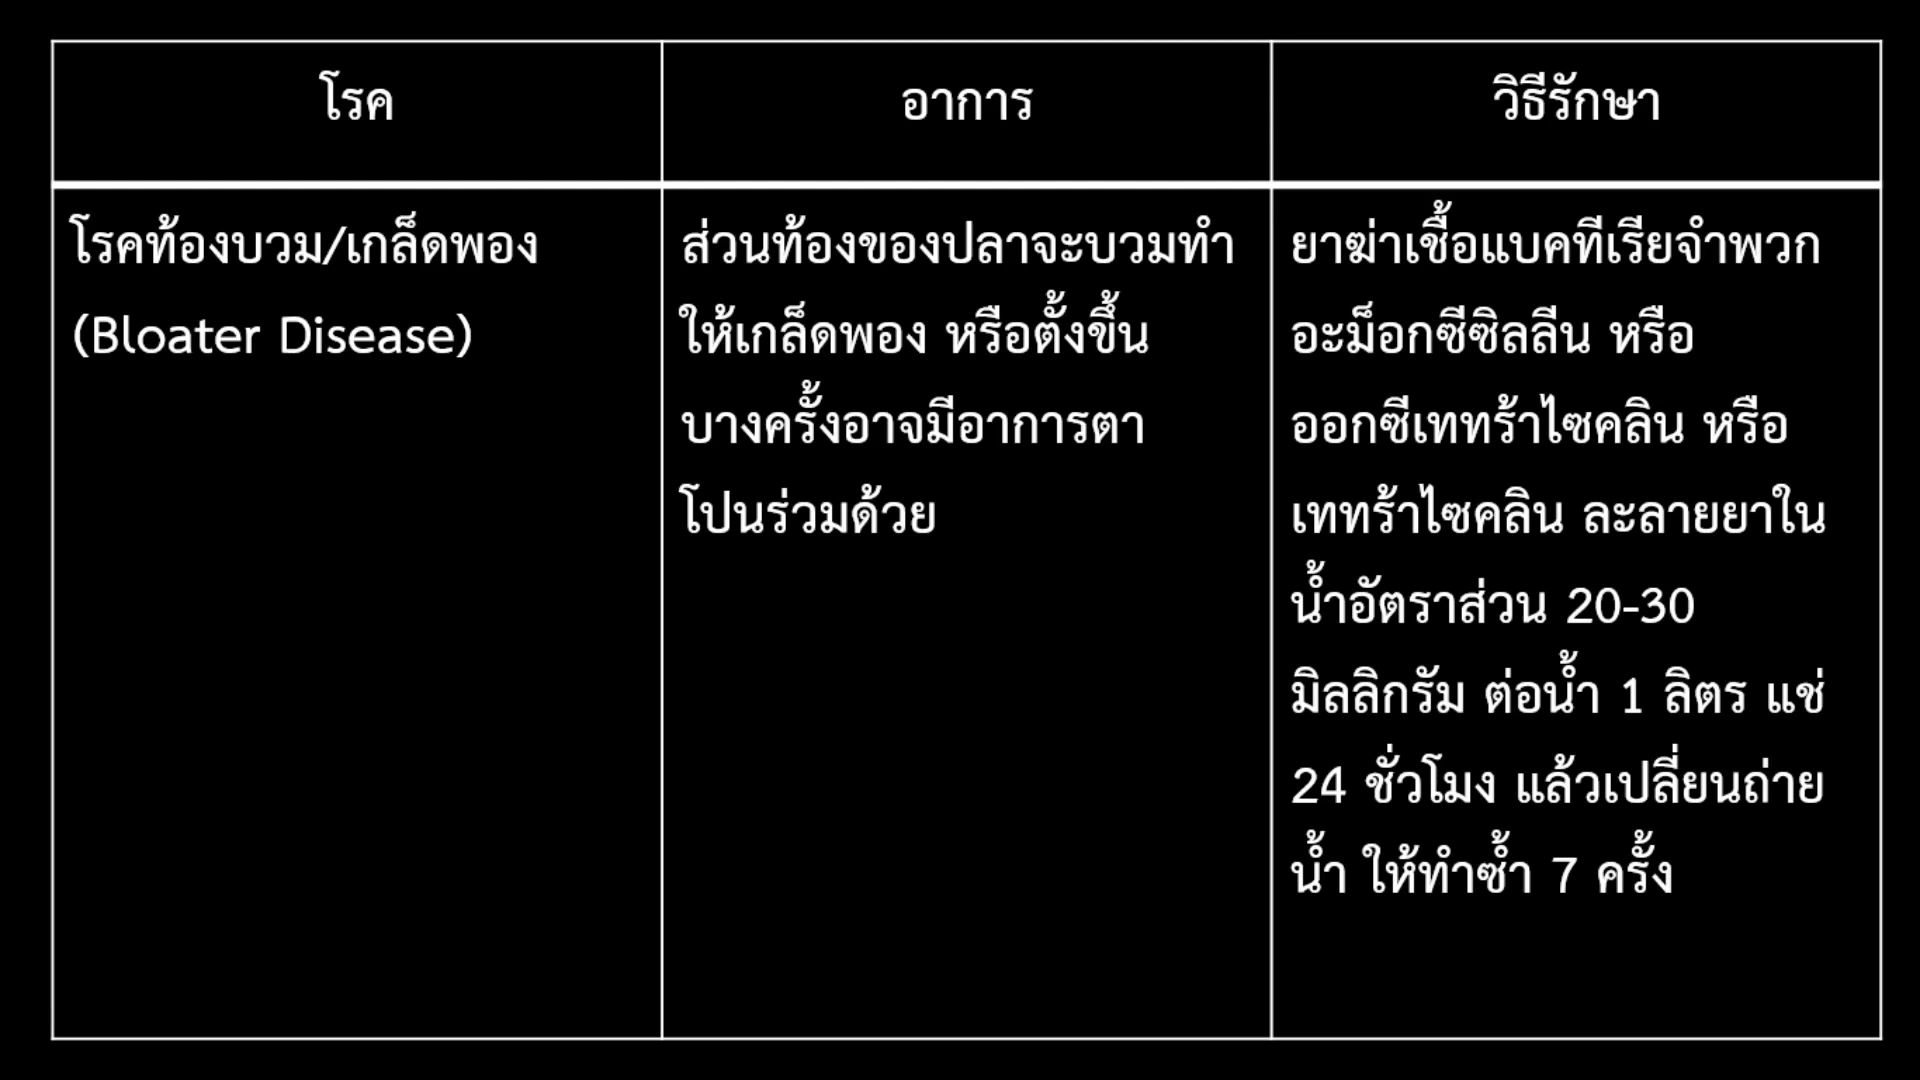 โรค
อาการ
วิธีรักษา
โรคท้องบวม/เกล็ดพอง
(Bloater Disease)
ส่วนท้องของปลาจะบวมทำ
ให้เกล็ดพอง หรือตั้งขึ้น
บางครั้งอาจมีอาการตา
โปนร่วมด้วย
ยาฆ่าเชื้อแบคทีเรียจำพวก
อะม็อกซีซิลลีน หรือ
ออกซีเททร้าไซคลิน หรือ
เททร้าไซคลิน ละลายยาใน
น้ำอัตราส่วน 20-30
มิลลิกรัม ต่อน้ำ 1 ลิตร แช่
24 ชั่วโมง แล้วเปลี่ยนถ่าย
น้ำ ให้ทำซ้ำ 7 ครั้ง